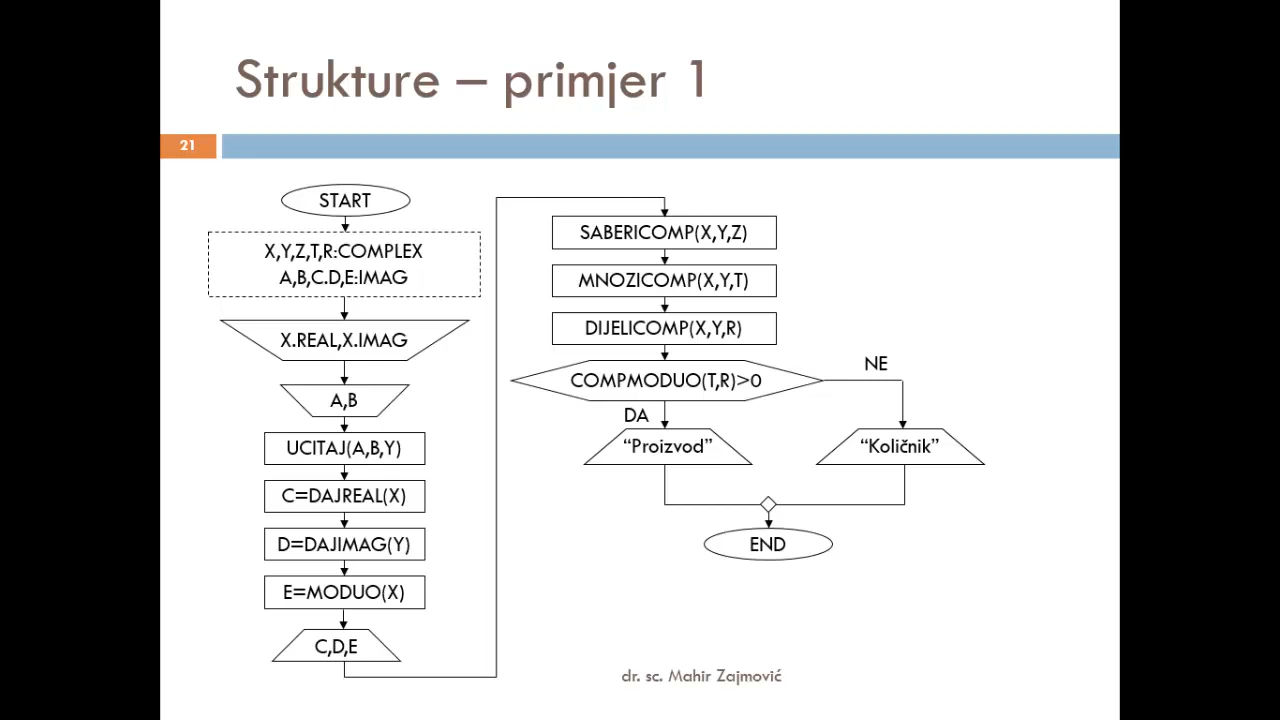 Strukture – primjer 1
21
START
X,Y,Z,T,R:COMPLEX
A,B,C.D,E:IMAG
X.REAL,X.IMAG
A,B
UCITAJ(A,B,Y)
C=DAJREAL(X)
D=DAJIMAG(Y)
E=MODUO(X)
C,D,E
SABERICOMP(X,Y,Z)
MNOZICOMP(X,Y,T)
DIJELICOMP(X,Y,R)
COMPMODUO(T,R)>0
NE
DA
“Proizvod”
“Količnik”
END
dr. sc. Mahir Zajmović